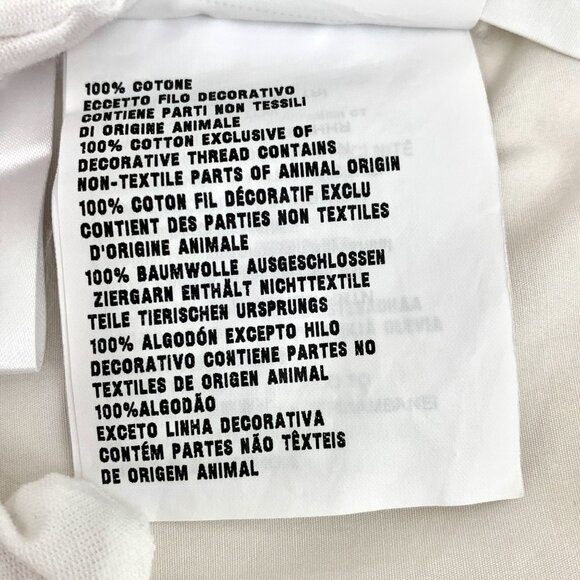 100% COTONE
ECCETTO FILO DECORATIVO
CONTIENE PARTI NON TESSILI
DI ORIGINE ANIMALE
100% COTTON EXCLUSIVE OF
DECORATIVE THREAD CONTAINS
NON-TEXTILE PARTS OF ANIMAL ORIGIN
100% COTON FIL DÉCORATIF EXCLU
CONTIENT DES PARTIES NON TEXTILES
D'ORIGINE ANIMALE
100% BAUMWOLLE AUSGESCHLOSSEN
ZIERGARN ENTHÄLT NICHTTEXTILE
TEILE TIERISCHEN URSPRUNGS
100% ALGODÓN EXCEPTO HILO
DECORATIVO CONTIENE PARTES NO
TEXTILES DE ORIGEN ANIMAL
100%ALGODÃO
EXCETO LINHA DECORATIVA
CONTÉM PARTES NÃO TÊXTEIS
DE ORIGEM ANIMAL